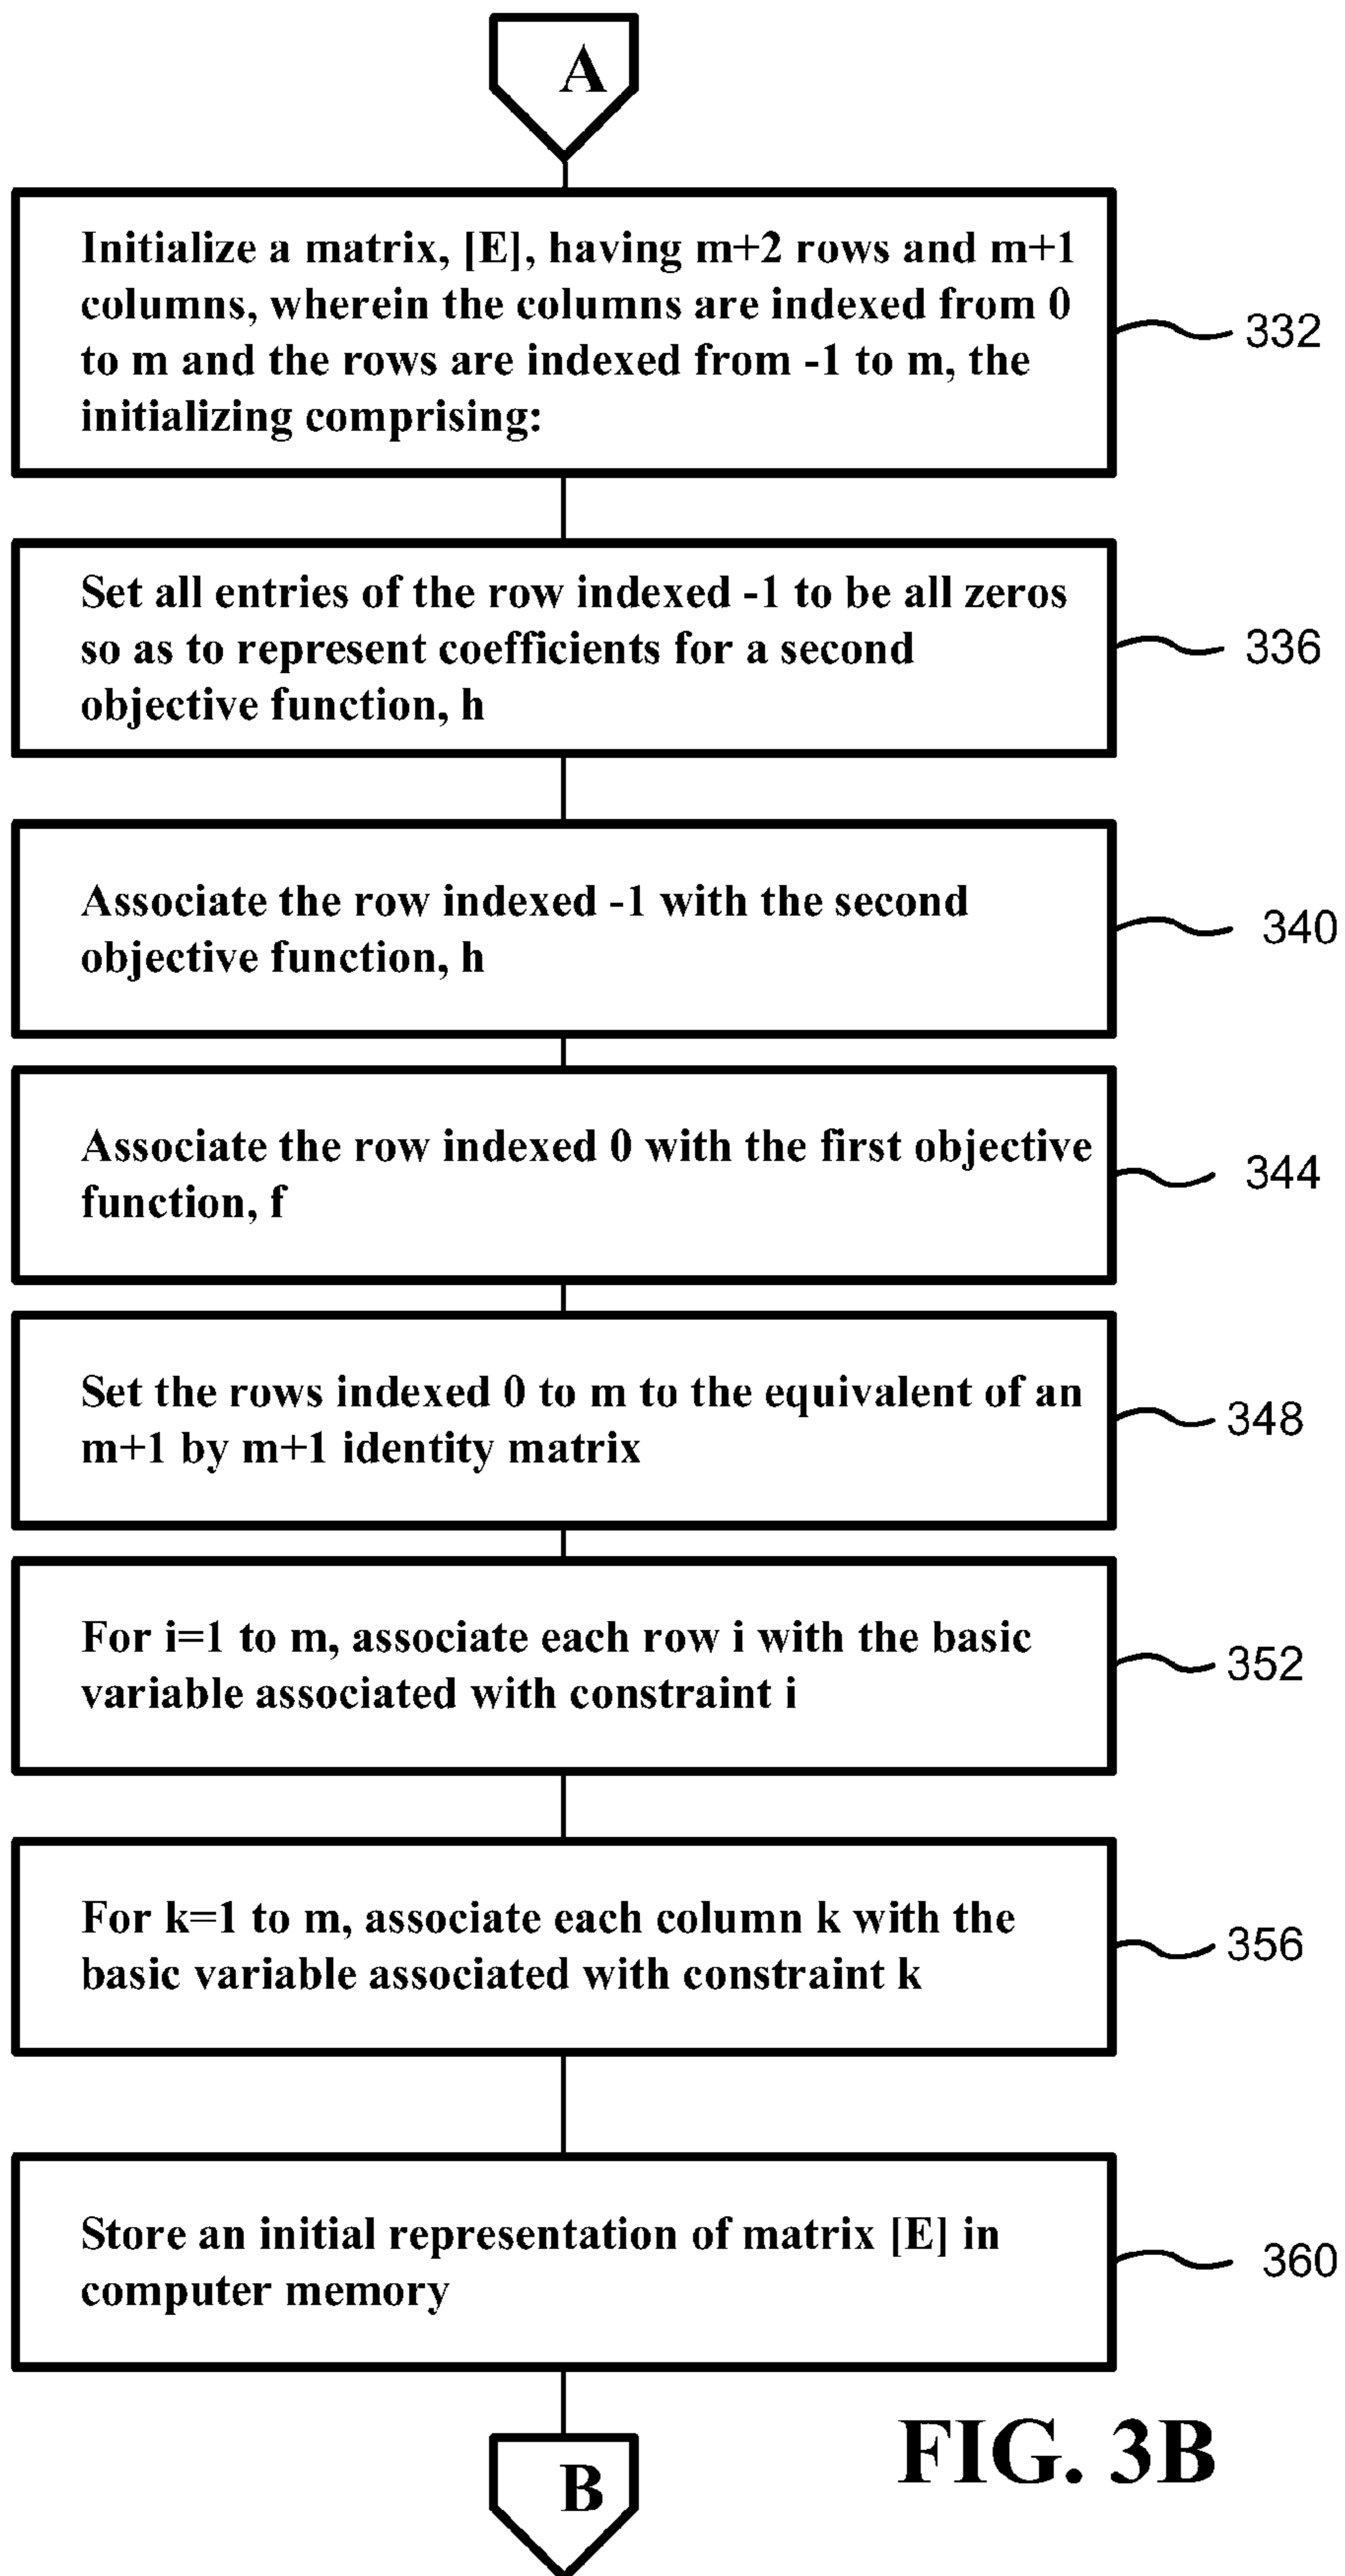 A
Initialize a matrix, [E], having m+2 rows and m+1
columns, wherein the columns are indexed from 0
to m and the rows are indexed from -1 to m, the
initializing comprising:
332
Set all entries of the row indexed -1 to be all zeros
so as to represent coefficients for a second
objective function, h
336
Associate the row indexed -1 with the second
objective function, h
340
Associate the row indexed 0 with the first objective
function, f
344
Set the rows indexed 0 to m to the equivalent of an
m+1 by m+1 identity matrix
348
For i=1 to m, associate each row i with the basic
variable associated with constraint i
352
For k=1 to m, associate each column k with the
basic variable associated with constraint k
356
Store an initial representation of matrix [E] in
computer memory
360
B
FIG. 3B